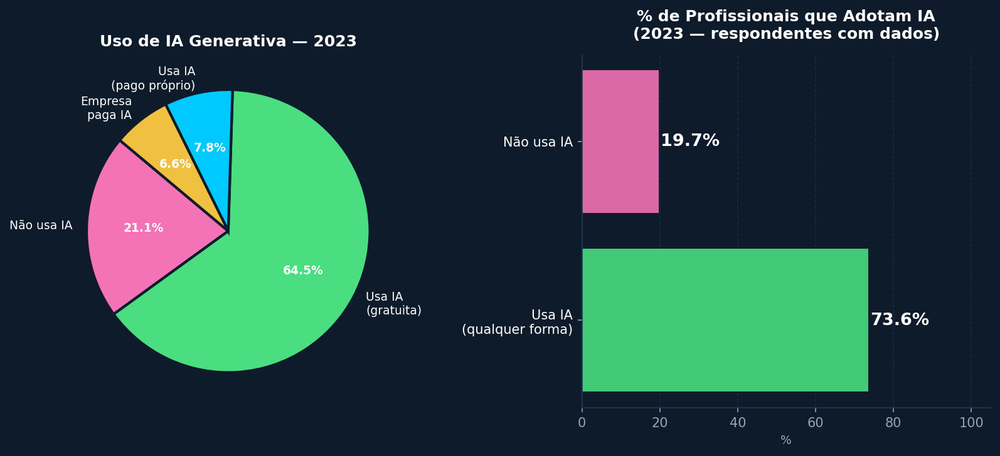 Uso de IA Generativa — 2023
Usa IA
(pago próprio)
Empresa
paga IA
7.8%
6.6%
Não usa IA
21.1%
64.5%
Usa IA
(gratuita)
% de Profissionais que Adotam IA
(2023 — respondentes com dados)
Não usa IA
19.7%
Usa IA
(qualquer forma)
73.6%
0 20 40 60 80 100
%